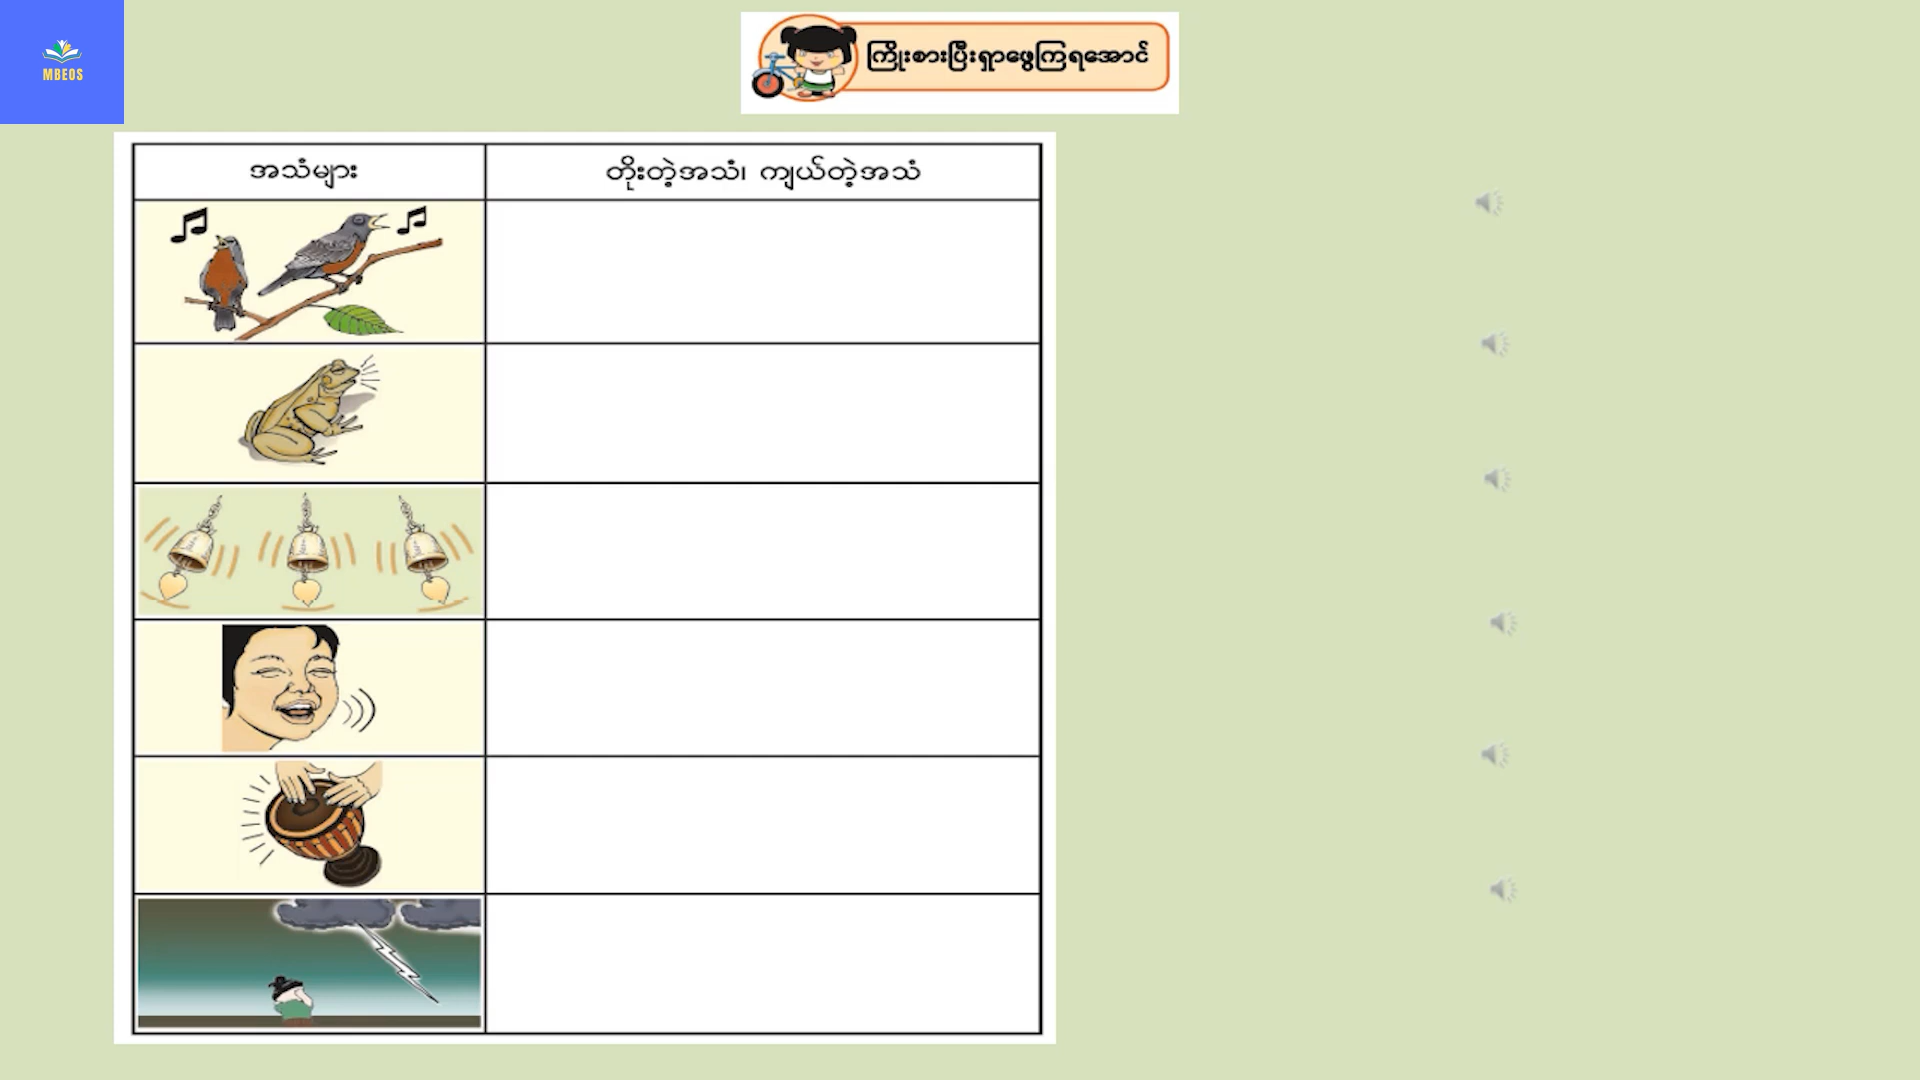 MBEOS
ကြိုးစားပြီးရှာဖွေကြရအောင်
အသံများ
တိုးတဲ့အသံ၊ ကျယ်တဲ့အသံ